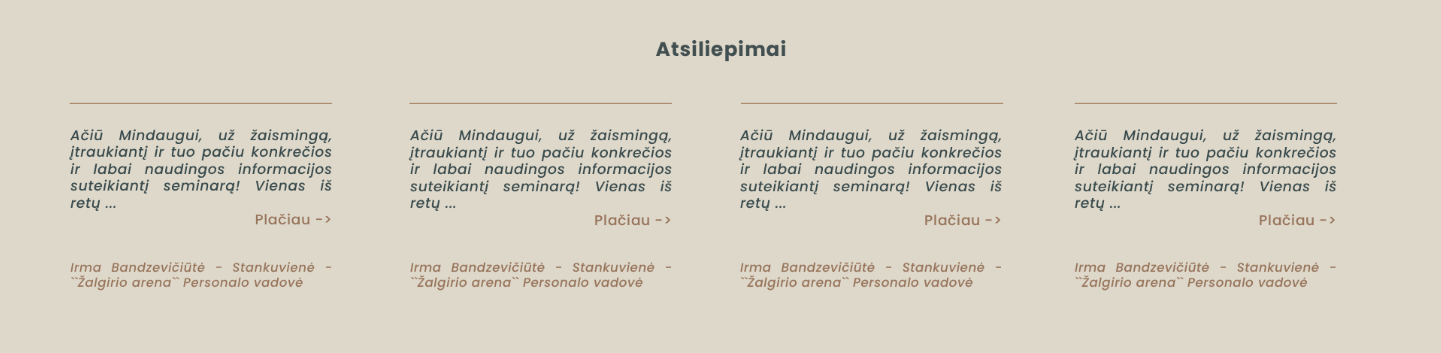 Atsiliepimai
Ačiū Mindaugui, už žaismingą,
įtraukiantį ir tuo pačiu konkrečios
ir labai naudingos informacijos
suteikiantį seminarą! Vienas iš
retų ...
Plačiau ->
Irma Bandzevičiūtė - Stankuvienė -
``Žalgirio arena`` Personalo vadovė
Ačiū Mindaugui, už žaismingą,
įtraukiantį ir tuo pačiu konkrečios
ir labai naudingos informacijos
suteikiantį seminarą! Vienas iš
retų ...
Plačiau ->
Irma Bandzevičiūtė - Stankuvienė -
``Žalgirio arena`` Personalo vadovė
Ačiū Mindaugui, už žaismingą,
įtraukiantį ir tuo pačiu konkrečios
ir labai naudingos informacijos
suteikiantį seminarą! Vienas iš
retų ...
Plačiau ->
Irma Bandzevičiūtė - Stankuvienė -
``Žalgirio arena`` Personalo vadovė
Ačiū Mindaugui, už žaismingą,
įtraukiantį ir tuo pačiu konkrečios
ir labai naudingos informacijos
suteikiantį seminarą! Vienas iš
retų ...
Plačiau ->
Irma Bandzevičiūtė - Stankuvienė -
``Žalgirio arena`` Personalo vadovė